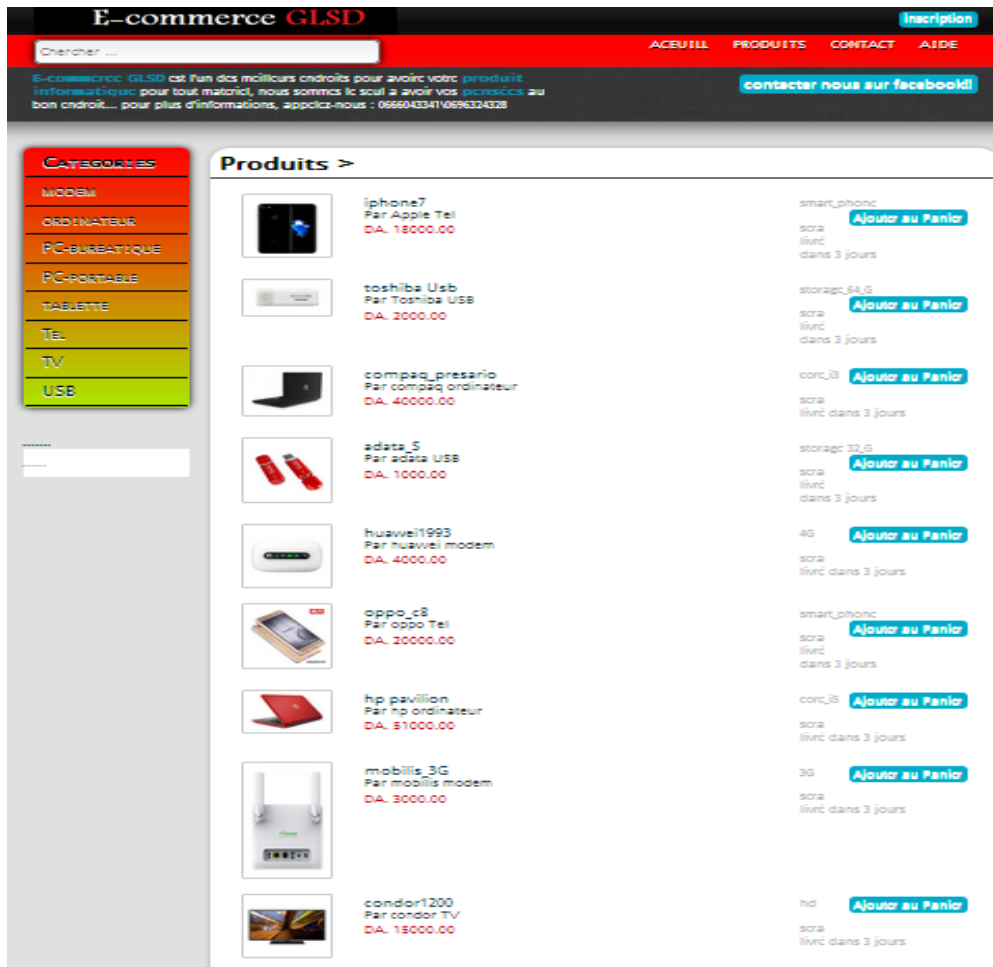 E-commerce GLSD
Inscription
Chercher ...
ACEUILL PRODUITS CONTACT AIDE
E-commerce GLSD est l'un des meilleurs endroits pour avoire votre produit
informatique pour tout materiel, nous sommes le seul a avoir vos pensées au
bon endroit... pour plus d'informations, appelez-nous : 0666043341\0696324328
contacter nous sur facebook!!
CATEGORIES
MODEM
ORDINATEUR
PC-BUREATIQUE
PC-PORTABLE
TABLETTE
TEL
TV
USB
-------
------
Produits >
iphone7
Par Apple Tel
DA. 18000.00
smart_phone
Ajouter au Panier
sera
livré
dans 3 jours
toshiba Usb
Par Toshiba USB
DA. 2000.00
storage_64_G
Ajouter au Panier
sera
livré
dans 3 jours
compaq_presario
Par compaq ordinateur
DA. 40000.00
core_i3 Ajouter au Panier
sera
livré dans 3 jours
adata_S
Par adata USB
DA. 1000.00
storage_32_G
Ajouter au Panier
sera
livré
dans 3 jours
huawei1993
Par huawei modem
DA. 4000.00
4G Ajouter au Panier
sera
livré dans 3 jours
oppo_c8
Par oppo Tel
DA. 20000.00
smart_phone
Ajouter au Panier
sera
livré
dans 3 jours
hp pavilion
Par hp ordinateur
DA. 51000.00
core_i5 Ajouter au Panier
sera
livré dans 3 jours
mobilis_3G
Par mobilis modem
DA. 3000.00
3G Ajouter au Panier
sera
livré dans 3 jours
condor1200
Par condor TV
DA. 15000.00
hd Ajouter au Panier
sera
livré dans 3 jours